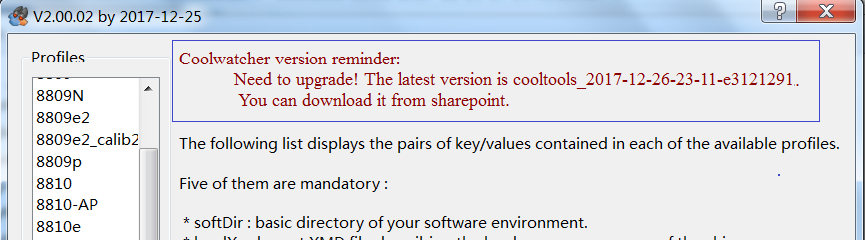 V2.00.02 by 2017-12-25
Profiles
8809N
8809e2
8809e2_calib2
8809p
8810
8810-AP
8810e
Coolwatcher version reminder:
Need to upgrade! The latest version is cooltools_2017-12-26-23-11-e3121291.
You can download it from sharepoint.
The following list displays the pairs of key/values contained in each of the available profiles.
Five of them are mandatory :
* softDir : basic directory of your software environment.